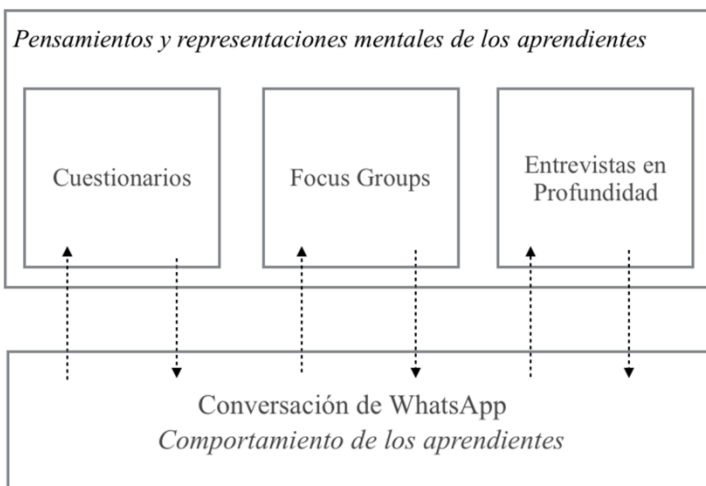 Pensamientos y representaciones mentales de los aprendientes
Cuestionarios
Focus Groups
Entrevistas en
Profundidad
Conversación de WhatsApp
Comportamiento de los aprendientes